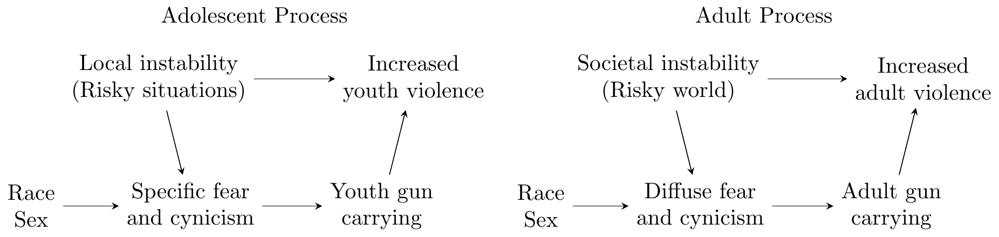 Adolescent Process
Local instability
(Risky situations)
Increased
youth violence
Race
Sex
Specific fear
and cynicism
Youth gun
carrying
Adult Process
Societal instability
(Risky world)
Increased
adult violence
Race
Sex
Diffuse fear
and cynicism
Adult gun
carrying